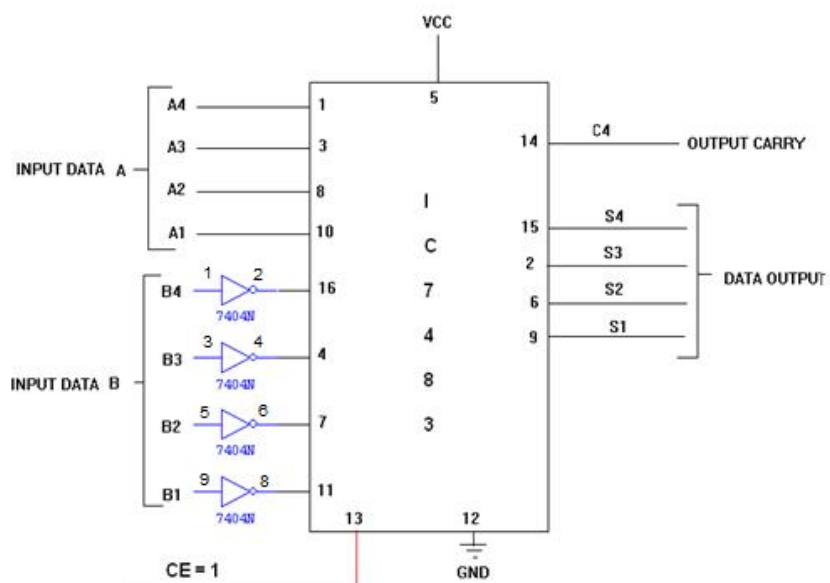 VCC
5
A4 1
A3 3
INPUT DATA A
A2 8
A1 10
14 C4 OUTPUT CARRY
I
C
7
4
8
3
15 S4
2 S3
DATA OUTPUT
6 S2
9 S1
B4 1 2 16
7404N
B3 3 4 4
7404N
INPUT DATA B
B2 5 6 7
7404N
B1 9 8 11
7404N
13 12
CE = 1
GND